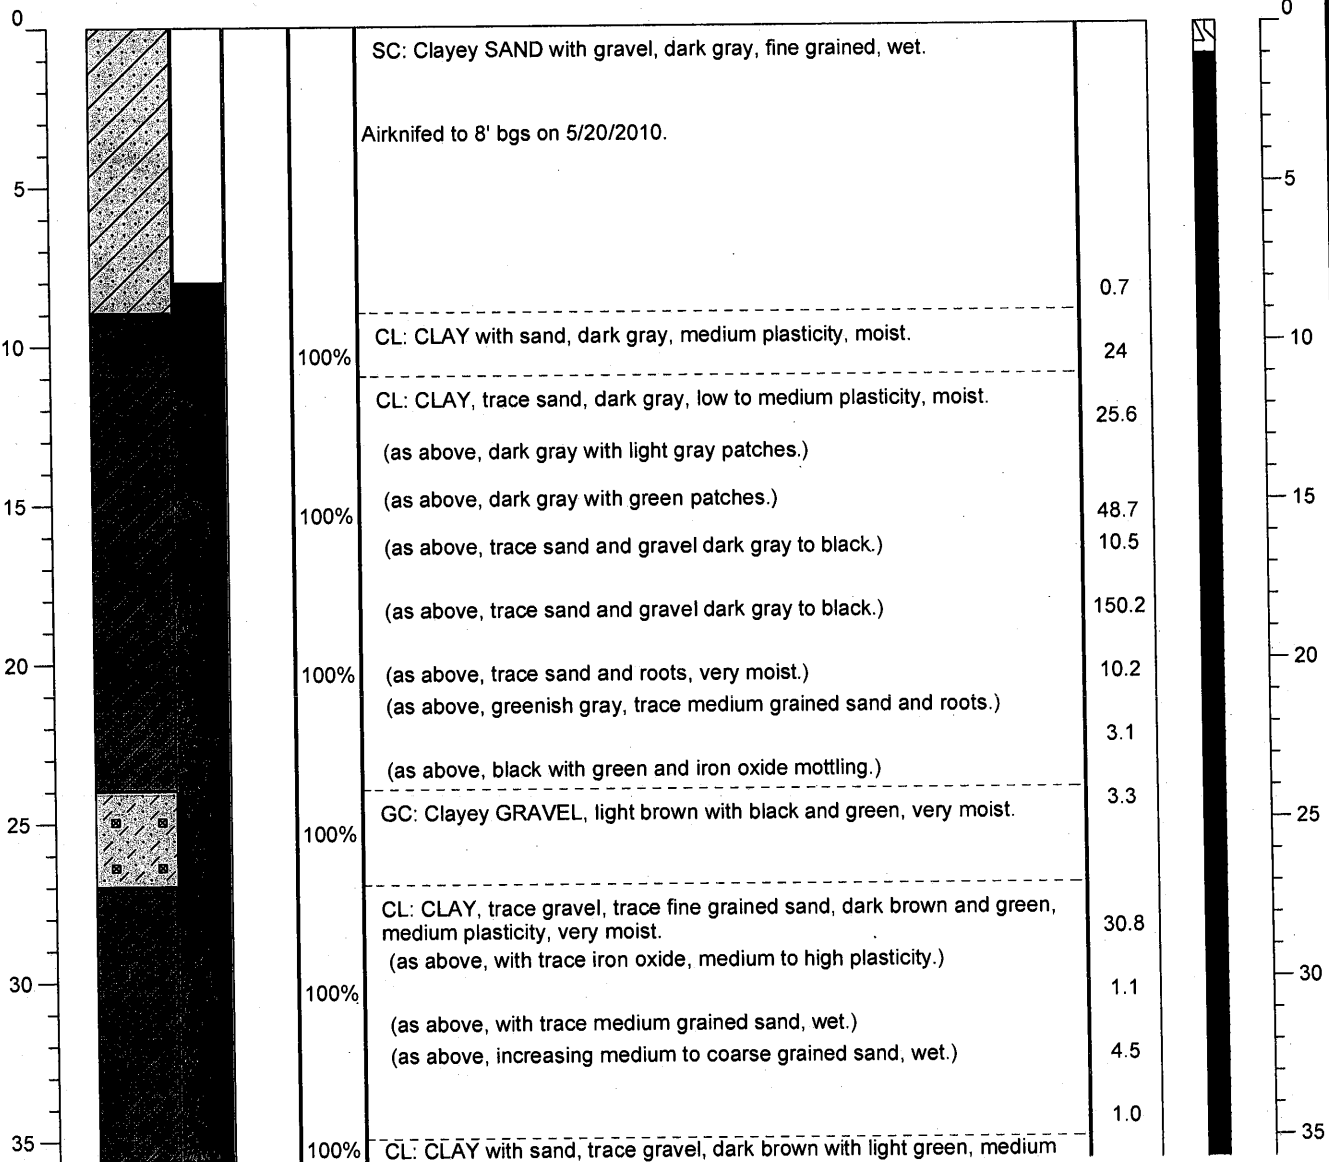 0
0
SC: Clayey SAND with gravel, dark gray, fine grained, wet.
Airknifed to 8' bgs on 5/20/2010.
5
5
0.7
CL: CLAY with sand, dark gray, medium plasticity, moist.
10
100%
24
10
CL: CLAY, trace sand, dark gray, low to medium plasticity, moist.
25.6
(as above, dark gray with light gray patches.)
(as above, dark gray with green patches.)
15
100%
48.7
15
(as above, trace sand and gravel dark gray to black.)
10.5
(as above, trace sand and gravel dark gray to black.)
150.2
20
100%
(as above, trace sand and roots, very moist.)
10.2
20
(as above, greenish gray, trace medium grained sand and roots.)
3.1
(as above, black with green and iron oxide mottling.)
3.3
GC: Clayey GRAVEL, light brown with black and green, very moist.
25
100%
25
CL: CLAY, trace gravel, trace fine grained sand, dark brown and green,
medium plasticity, very moist.
30.8
(as above, with trace iron oxide, medium to high plasticity.)
30
100%
1.1
30
(as above, with trace medium grained sand, wet.)
(as above, increasing medium to coarse grained sand, wet.)
4.5
1.0
35
100%
CL: CLAY with sand, trace gravel, dark brown with light green, medium
35